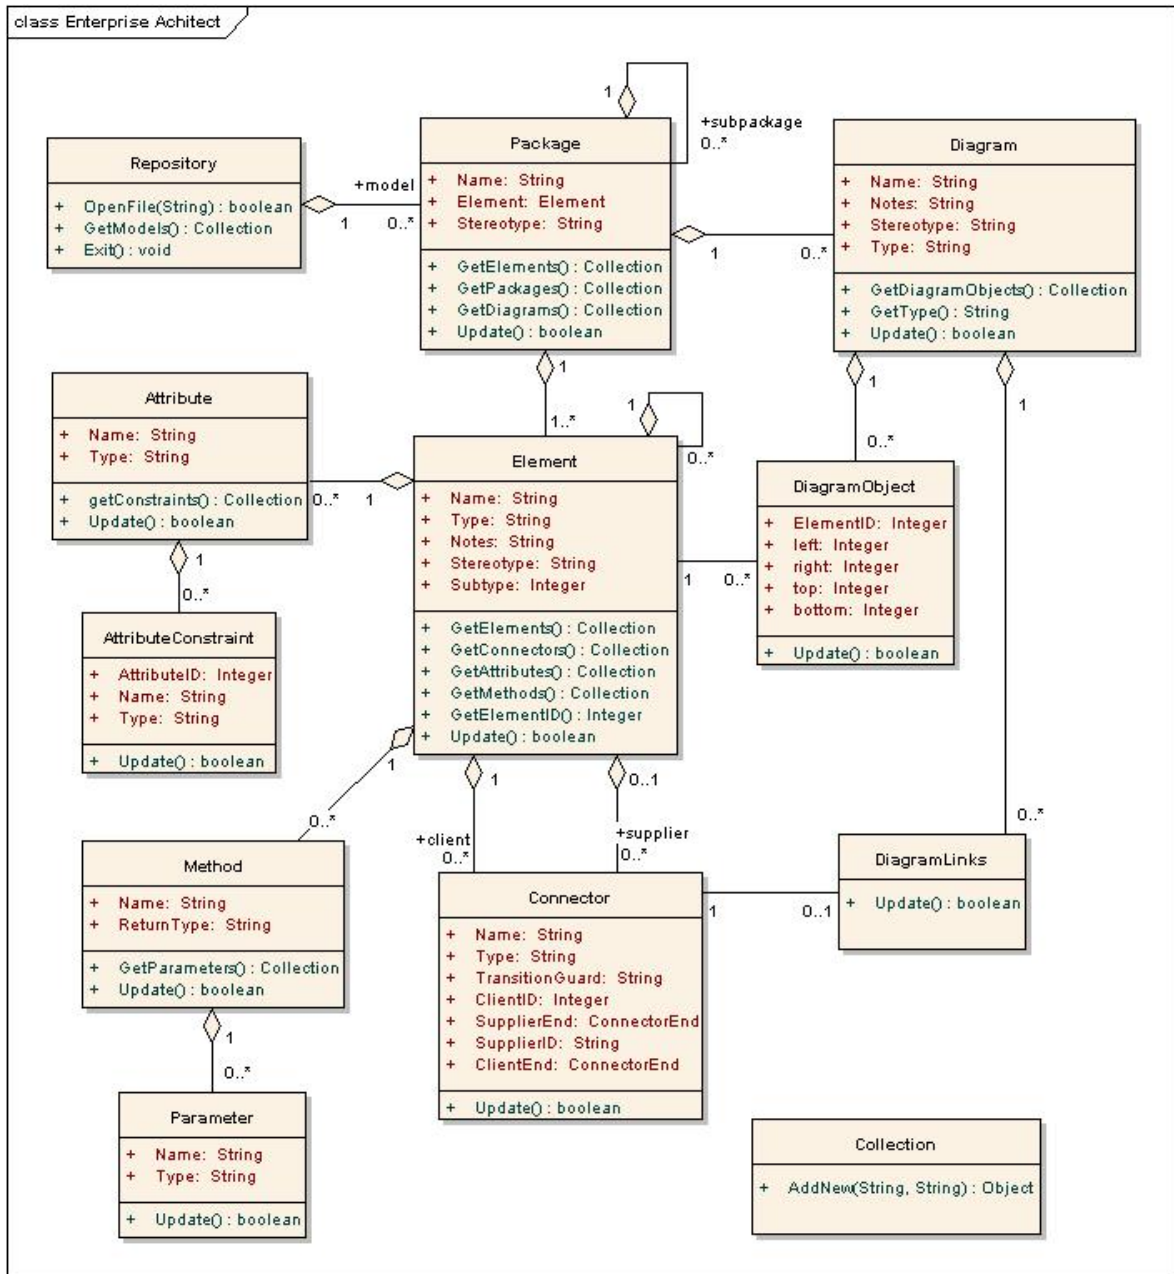 class Enterprise Achitect
1
+subpackage
0..*
Repository
+ OpenFile(String) : boolean
+ GetModels() : Collection
+ Exit() : void
+model
1
0..*
Package
+ Name: String
+ Element: Element
+ Stereotype: String
+ GetElements() : Collection
+ GetPackages() : Collection
+ GetDiagrams() : Collection
+ Update() : boolean
1
0..*
Diagram
+ Name: String
+ Notes: String
+ Stereotype: String
+ Type: String
+ GetDiagramObjects() : Collection
+ GetType() : String
+ Update() : boolean
1
1..*
1
0..*
1
0..*
1
0..*
Attribute
+ Name: String
+ Type: String
+ getConstraints() : Collection
+ Update() : boolean
0..*
1
Element
+ Name: String
+ Type: String
+ Notes: String
+ Stereotype: String
+ Subtype: Integer
+ GetElements() : Collection
+ GetConnectors() : Collection
+ GetAttributes() : Collection
+ GetMethods() : Collection
+ GetElementID() : Integer
+ Update() : boolean
1
0..*
DiagramObject
+ ElementID: Integer
+ left: Integer
+ right: Integer
+ top: Integer
+ bottom: Integer
+ Update() : boolean
1
0..*
AttributeConstraint
+ AttributeID: Integer
+ Name: String
+ Type: String
+ Update() : boolean
1
0..*
1
+client
0..*
0..1
+supplier
0..*
Method
+ Name: String
+ ReturnType: String
+ GetParameters() : Collection
+ Update() : boolean
Connector
+ Name: String
+ Type: String
+ TransitionGuard: String
+ ClientID: Integer
+ SupplierEnd: ConnectorEnd
+ SupplierID: String
+ ClientEnd: ConnectorEnd
+ Update() : boolean
1
0..1
DiagramLinks
+ Update() : boolean
1
0..*
Parameter
+ Name: String
+ Type: String
+ Update() : boolean
Collection
+ AddNew(String, String) : Object